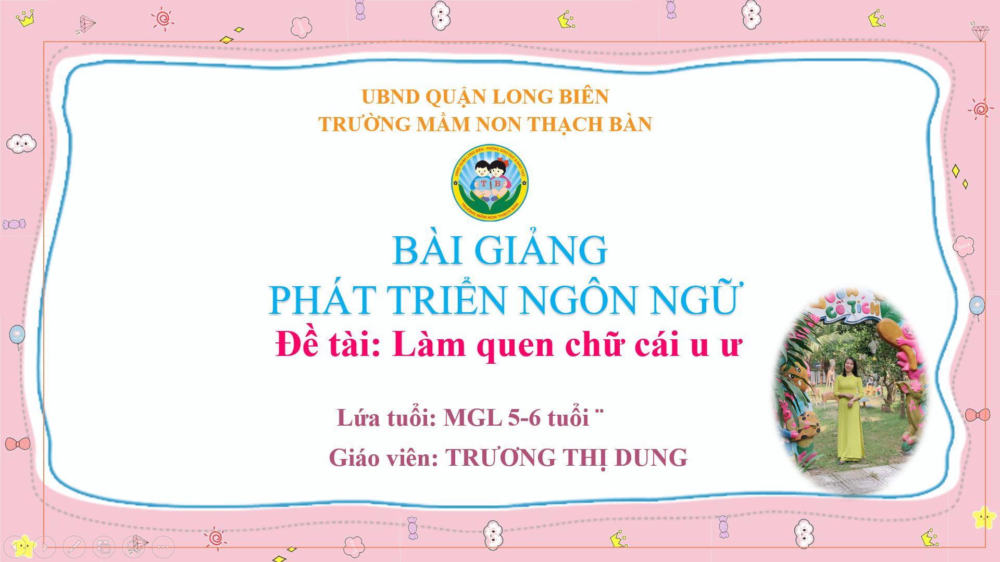 UBND QUẬN LONG BIÊN
TRƯỜNG MẦM NON THẠCH BÀN
UBND QUẬN LONG BIÊN - PHÒNG GIÁO DỤC & ĐÀO TẠO
T B
TRƯỜNG MẦM NON THẠCH BÀN
BÀI GIẢNG
PHÁT TRIỂN NGÔN NGỮ
Đề tài: Làm quen chữ cái u ư
CỔ TÍCH
Lứa tuổi: MGL 5-6 tuổi ¨
Giáo viên: TRƯƠNG THỊ DUNG
Smile